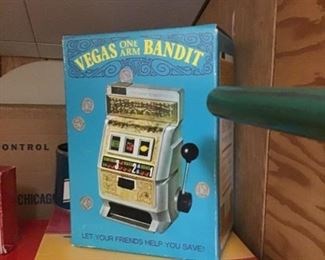 VEGAS ONE ARM BANDIT
LET YOUR FRIENDS HELP YOU SAVE!
CONTROL
CHICAGO